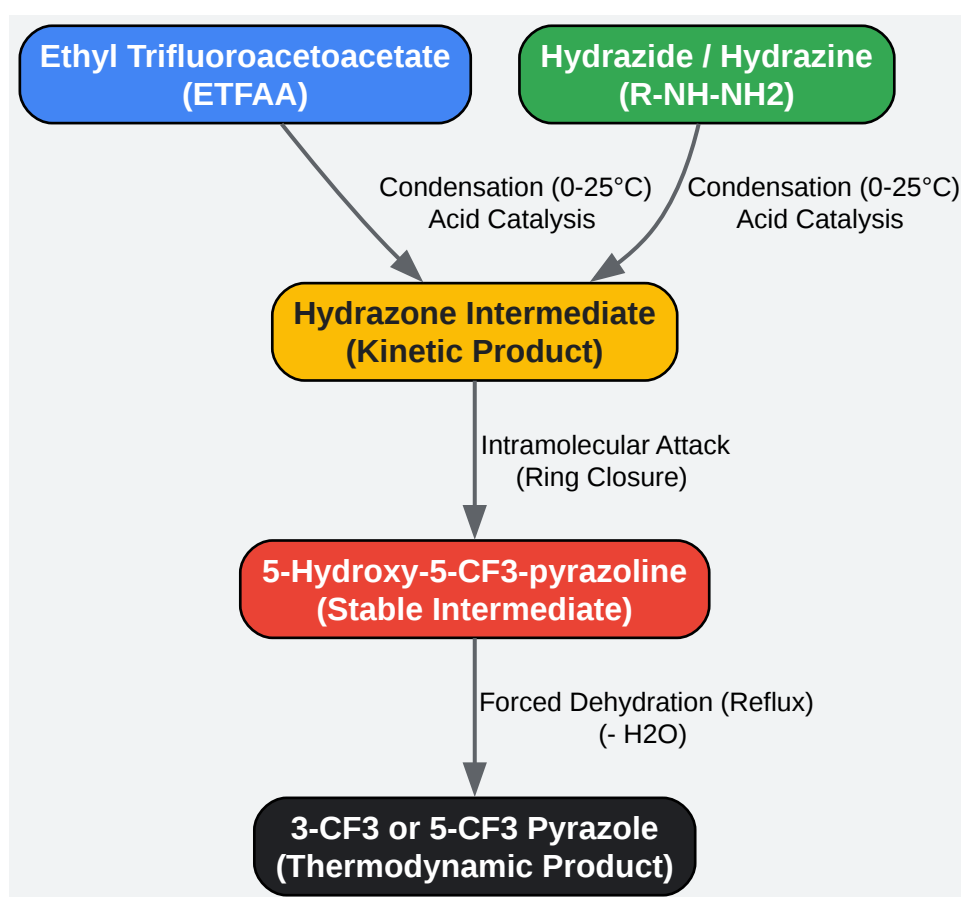 Ethyl Trifluoroacetoacetate
(ETFAA)
Hydrazide / Hydrazine
(R-NH-NH2)
Condensation (0-25°C)
Acid Catalysis
Condensation (0-25°C)
Acid Catalysis
Hydrazone Intermediate
(Kinetic Product)
Intramolecular Attack
(Ring Closure)
5-Hydroxy-5-CF3-pyrazoline
(Stable Intermediate)
Forced Dehydration (Reflux)
(- H2O)
3-CF3 or 5-CF3 Pyrazole
(Thermodynamic Product)